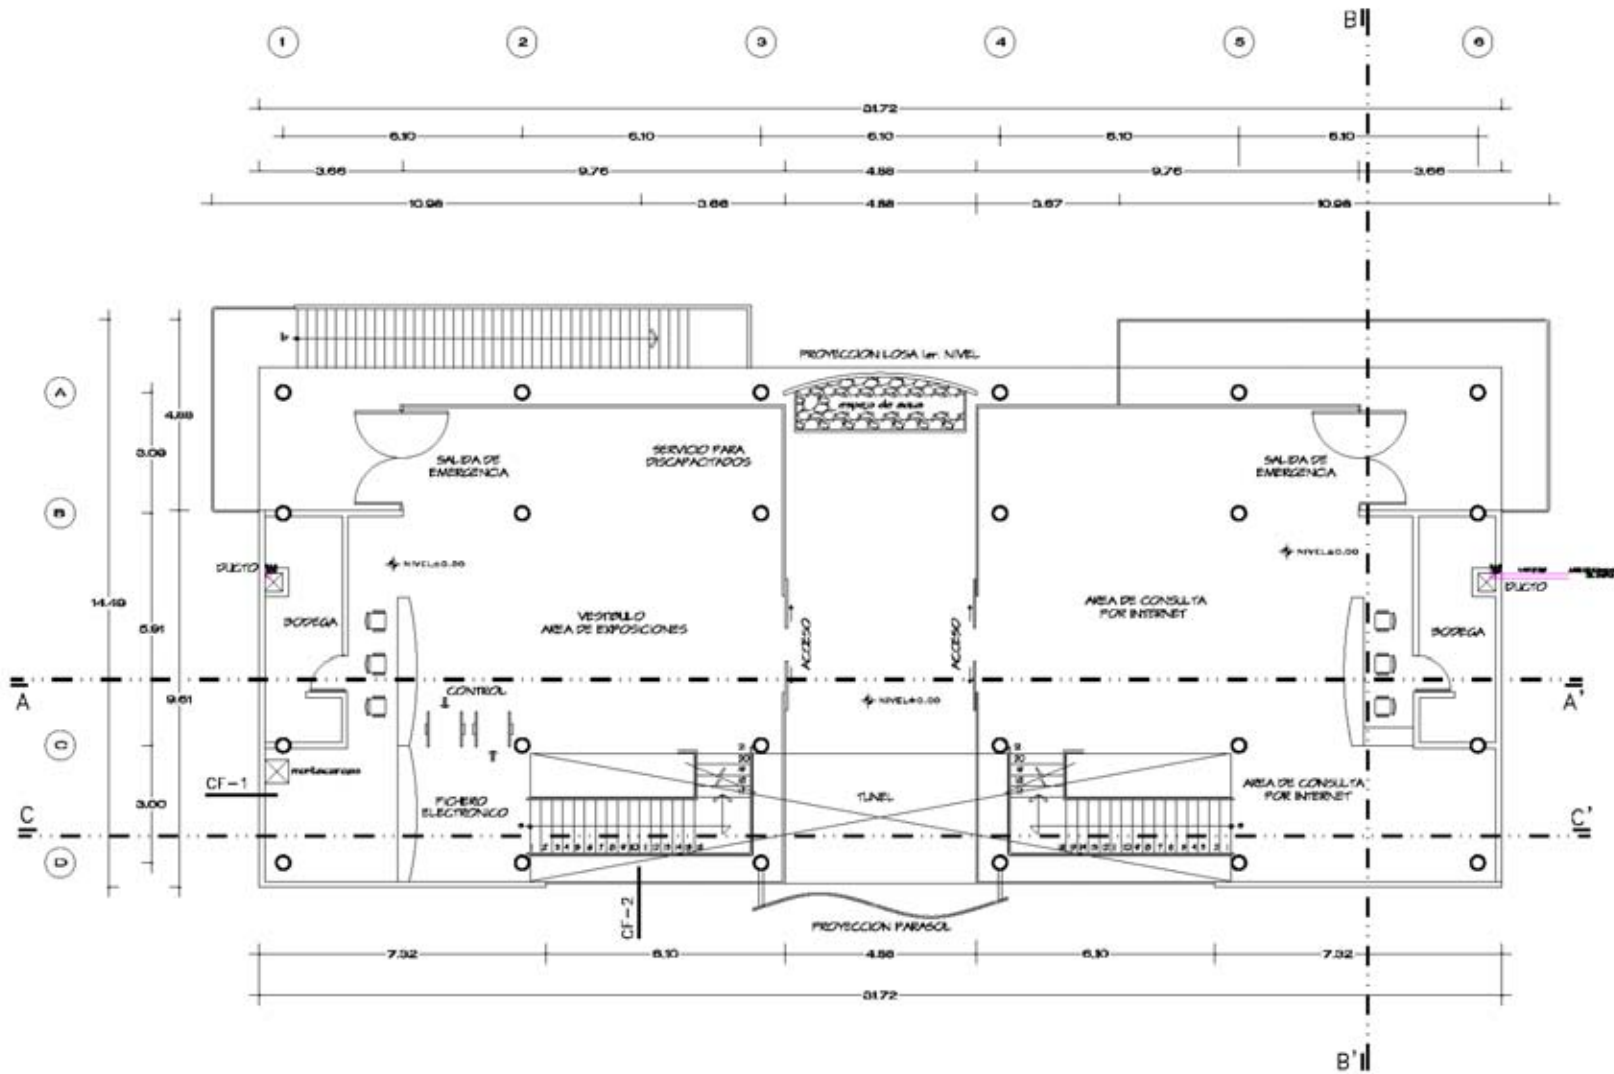 B
1 2 3 4 5 6
31.72
6.10 6.10 6.10 6.10 6.10
3.66 9.76 4.88 9.76 3.66
10.98 3.66 4.88 3.67 10.98
PROYECCION LOSA 1er. NIVEL
A
espejo de agua
4.88
3.09
SERVICIO PARA
DISCAPACITADOS
SALIDA DE
EMERGENCIA
SALIDA DE
EMERGENCIA
B
NIVEL±0.00
NIVEL±0.00
DUCTO
DUCTO
14.49
5.91
BODEGA
VESTIBULO
AREA DE EXPOSICIONES
ACCESO
ACCESO
AREA DE CONSULTA
POR INTERNET
BODEGA
A
A'
9.61
CONTROL
NIVEL±0.00
C
montacargas
CF-1
3.00
FICHERO
ELECTRONICO
TUNEL
AREA DE CONSULTA
POR INTERNET
C
C'
D
CF-2
PROYECCION PARASOL
7.32 6.10 4.88 6.10 7.32
31.72
B'